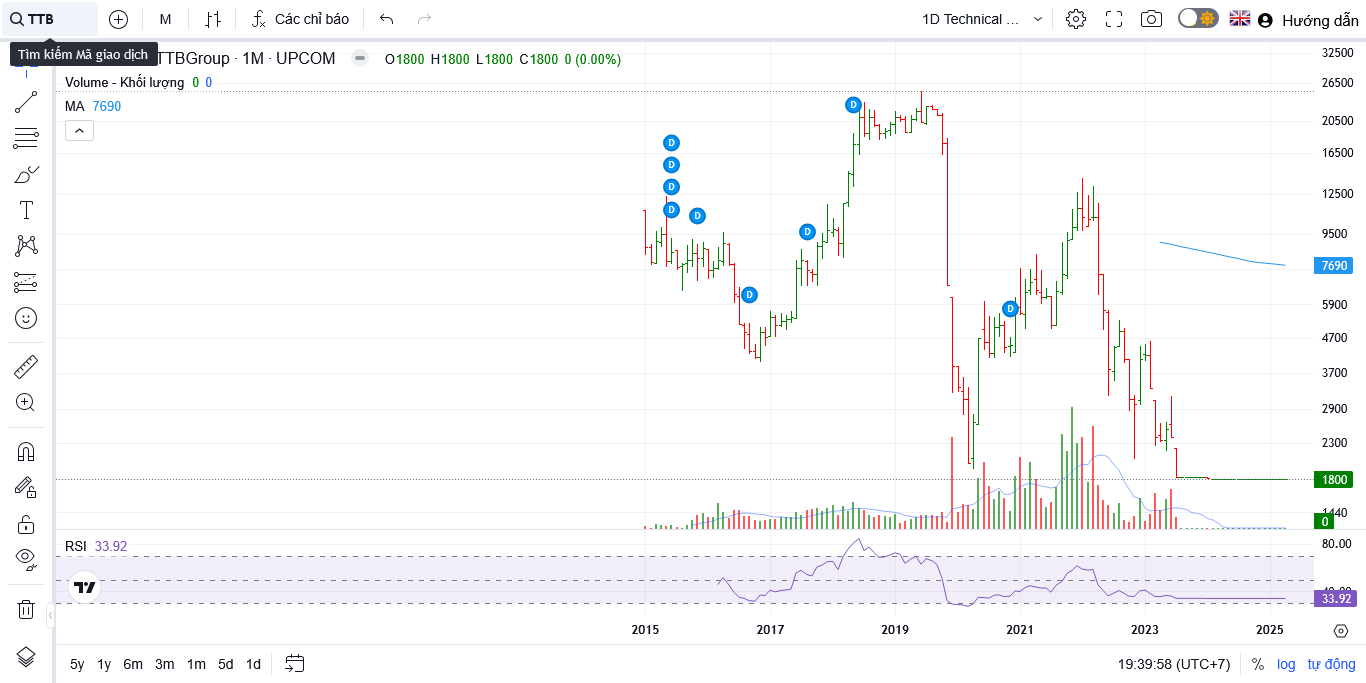 TTB
M
Các chỉ báo
1D Technical ...
Hướng dẫn
Tìm kiếm Mã giao dịch
TTBGroup · 1M · UPCOM
O1800 H1800 L1800 C1800 0 (0.00%)
Volume - Khối lượng 0 0
MA 7690
32500
26500
20500
16500
12500
9500
7690
5900
4700
3700
2900
2300
1800
1440
0
D
D
D
D
D
D
D
D
D
RSI 33.92
80.00
33.92
2015 2017 2019 2021 2023 2025
5y 1y 6m 3m 1m 5d 1d
19:39:58 (UTC+7) % log tự động